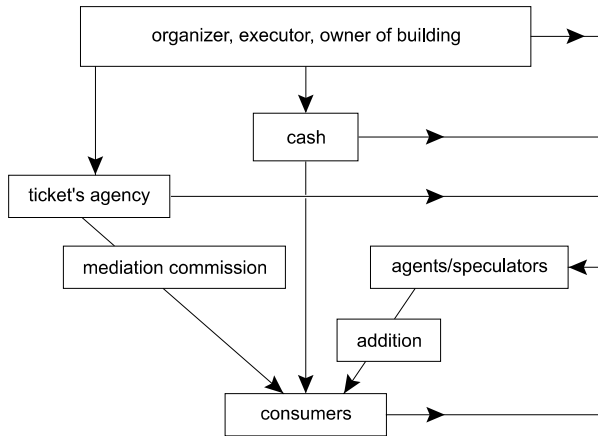 organizer, executor, owner of building
cash
ticket's agency
mediation commission
agents/speculators
addition
consumers